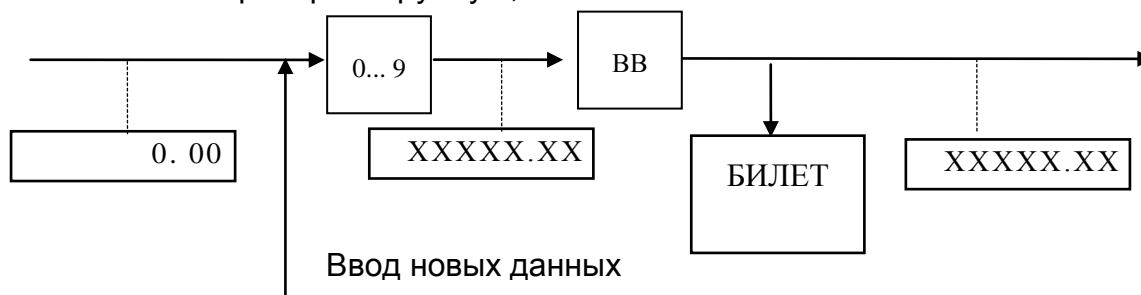 0... 9
ВВ
0. 00
XXXXX.XX
БИЛЕТ
XXXXX.XX
Ввод новых данных